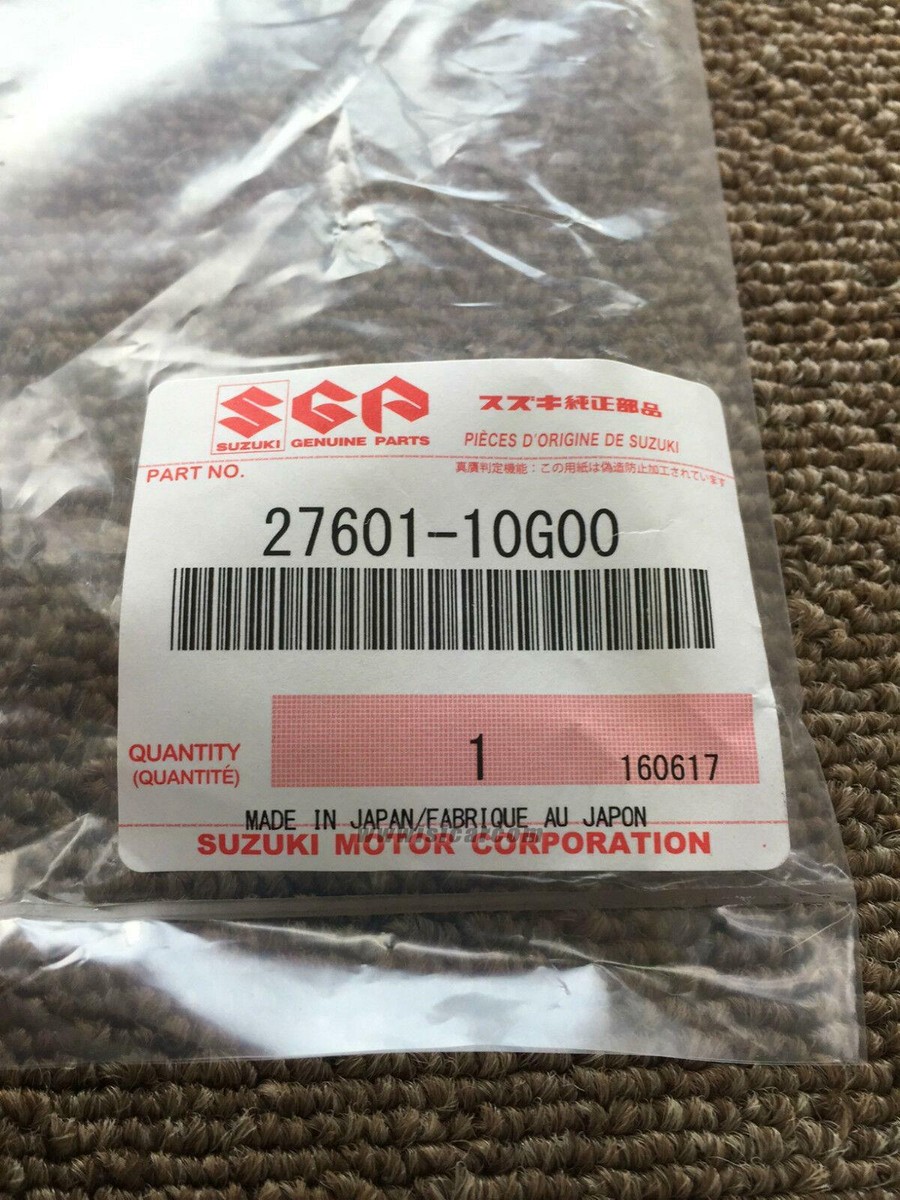 SGP スズキ純正部品
SUZUKI GENUINE PARTS PIÈCES D'ORIGINE DE SUZUKI
PART NO. 真贋判定機能：この用紙は偽造防止加工されています
27601-10G00
QUANTITY
(QUANTITÉ) 1 160617
MADE IN JAPAN/FABRIQUE AU JAPON
SUZUKI MOTOR CORPORATION